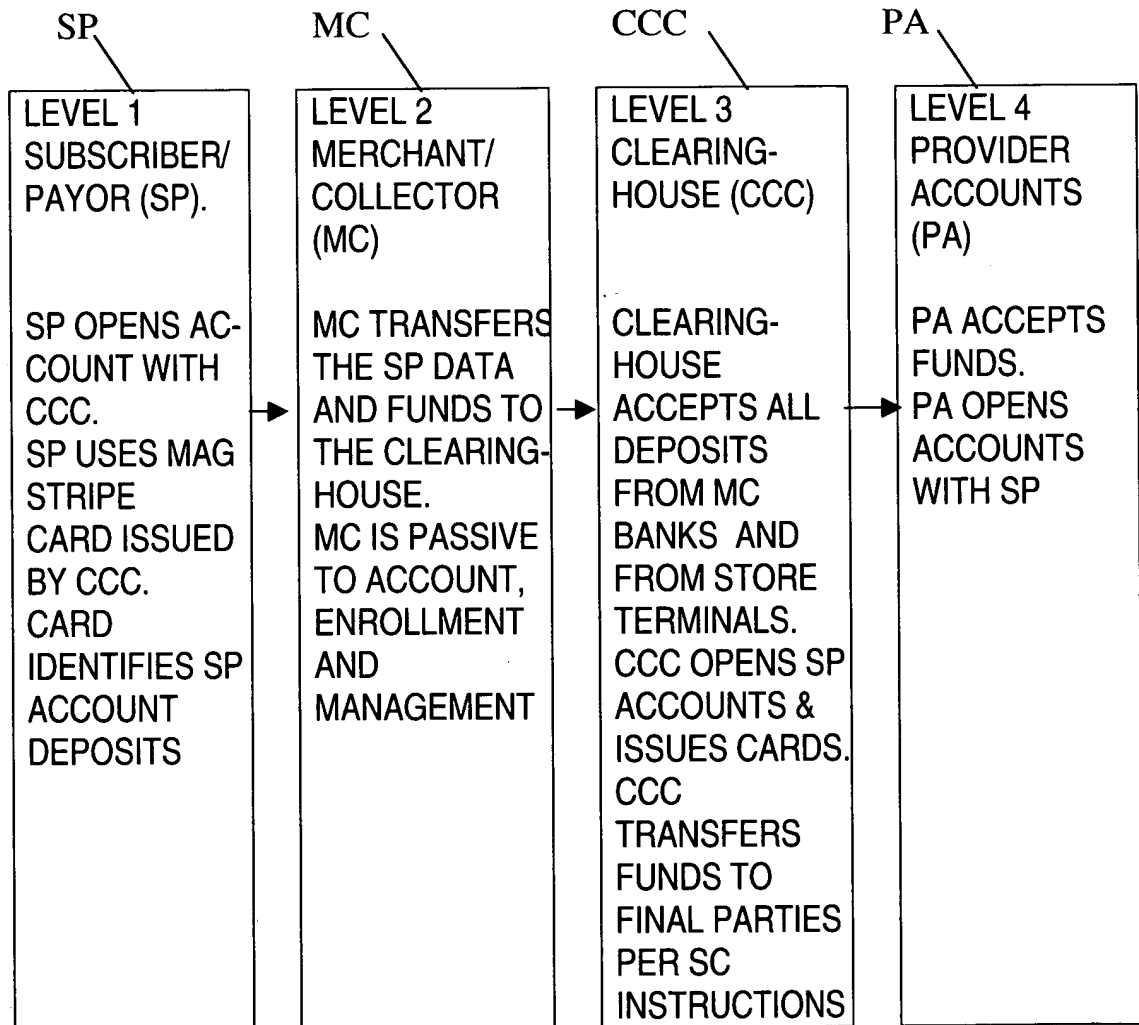 SP
MC
CCC
PA
LEVEL 1
SUBSCRIBER/
PAYOR (SP).
SP OPENS AC-
COUNT WITH
CCC.
SP USES MAG
STRIPE
CARD ISSUED
BY CCC.
CARD
IDENTIFIES SP
ACCOUNT
DEPOSITS
LEVEL 2
MERCHANT/
COLLECTOR
(MC)
MC TRANSFERS
THE SP DATA
AND FUNDS TO
THE CLEARING-
HOUSE.
MC IS PASSIVE
TO ACCOUNT,
ENROLLMENT
AND
MANAGEMENT
LEVEL 3
CLEARING-
HOUSE (CCC)
CLEARING-
HOUSE
ACCEPTS ALL
DEPOSITS
FROM MC
BANKS AND
FROM STORE
TERMINALS.
CCC OPENS SP
ACCOUNTS &
ISSUES CARDS.
CCC
TRANSFERS
FUNDS TO
FINAL PARTIES
PER SC
INSTRUCTIONS
LEVEL 4
PROVIDER
ACCOUNTS
(PA)
PA ACCEPTS
FUNDS.
PA OPENS
ACCOUNTS
WITH SP